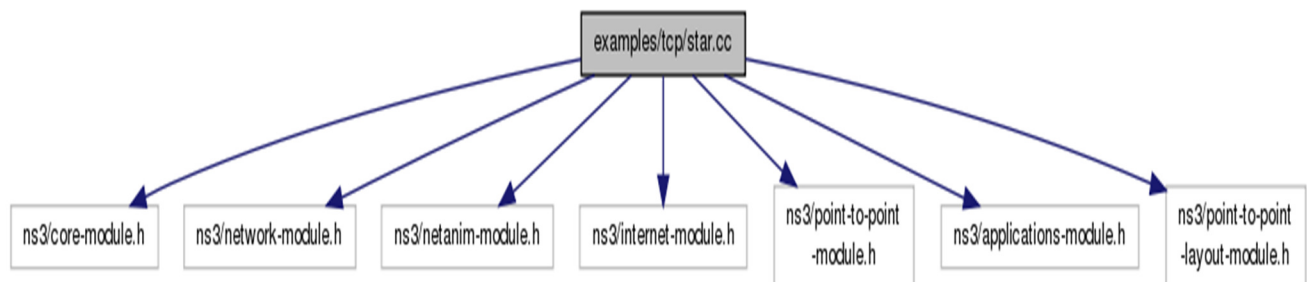 examples/tcp/star.cc
ns3/core-module.h
ns3/network-module.h
ns3/netanim-module.h
ns3/internet-module.h
ns3/point-to-point
-module.h
ns3/applications-module.h
ns3/point-to-point
-layout-module.h